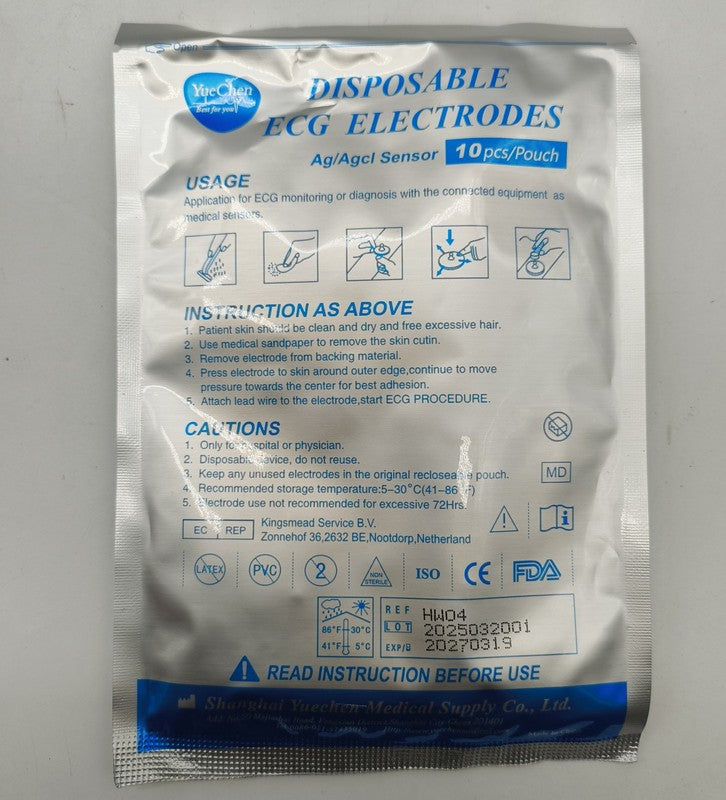 Open
YueChen
Best for you
DISPOSABLE
ECG ELECTRODES
Ag/Agcl Sensor 10pcs/Pouch
USAGE
Application for ECG monitoring or diagnosis with the connected equipment as
medical sensors.
INSTRUCTION AS ABOVE
1. Patient skin should be clean and dry and free excessive hair.
2. Use medical sandpaper to remove the skin cutin.
3. Remove electrode from backing material.
4. Press electrode to skin around outer edge,continue to move
pressure towards the center for best adhesion.
5. Attach lead wire to the electrode,start ECG PROCEDURE.
CAUTIONS
1. Only for hospital or physician.
2. Disposable device, do not reuse.
3. Keep any unused electrodes in the original recloseable pouch.
4. Recommended storage temperature:5–30°C(41–86°F)
5. Electrode use not recommended for excessive 72Hrs.
MD
EC REP
Kingsmead Service B.V.
Zonnehof 36,2632 BE,Nootdorp,Netherland
LATEX PVC 2 NON STERILE ISO CE FDA
86°F 30°C
41°F 5°C
REF HW04
LOT 2025032001
EXP/B 20270319
READ INSTRUCTION BEFORE USE
Shanghai Yuechen Medical Supply Co., Ltd.